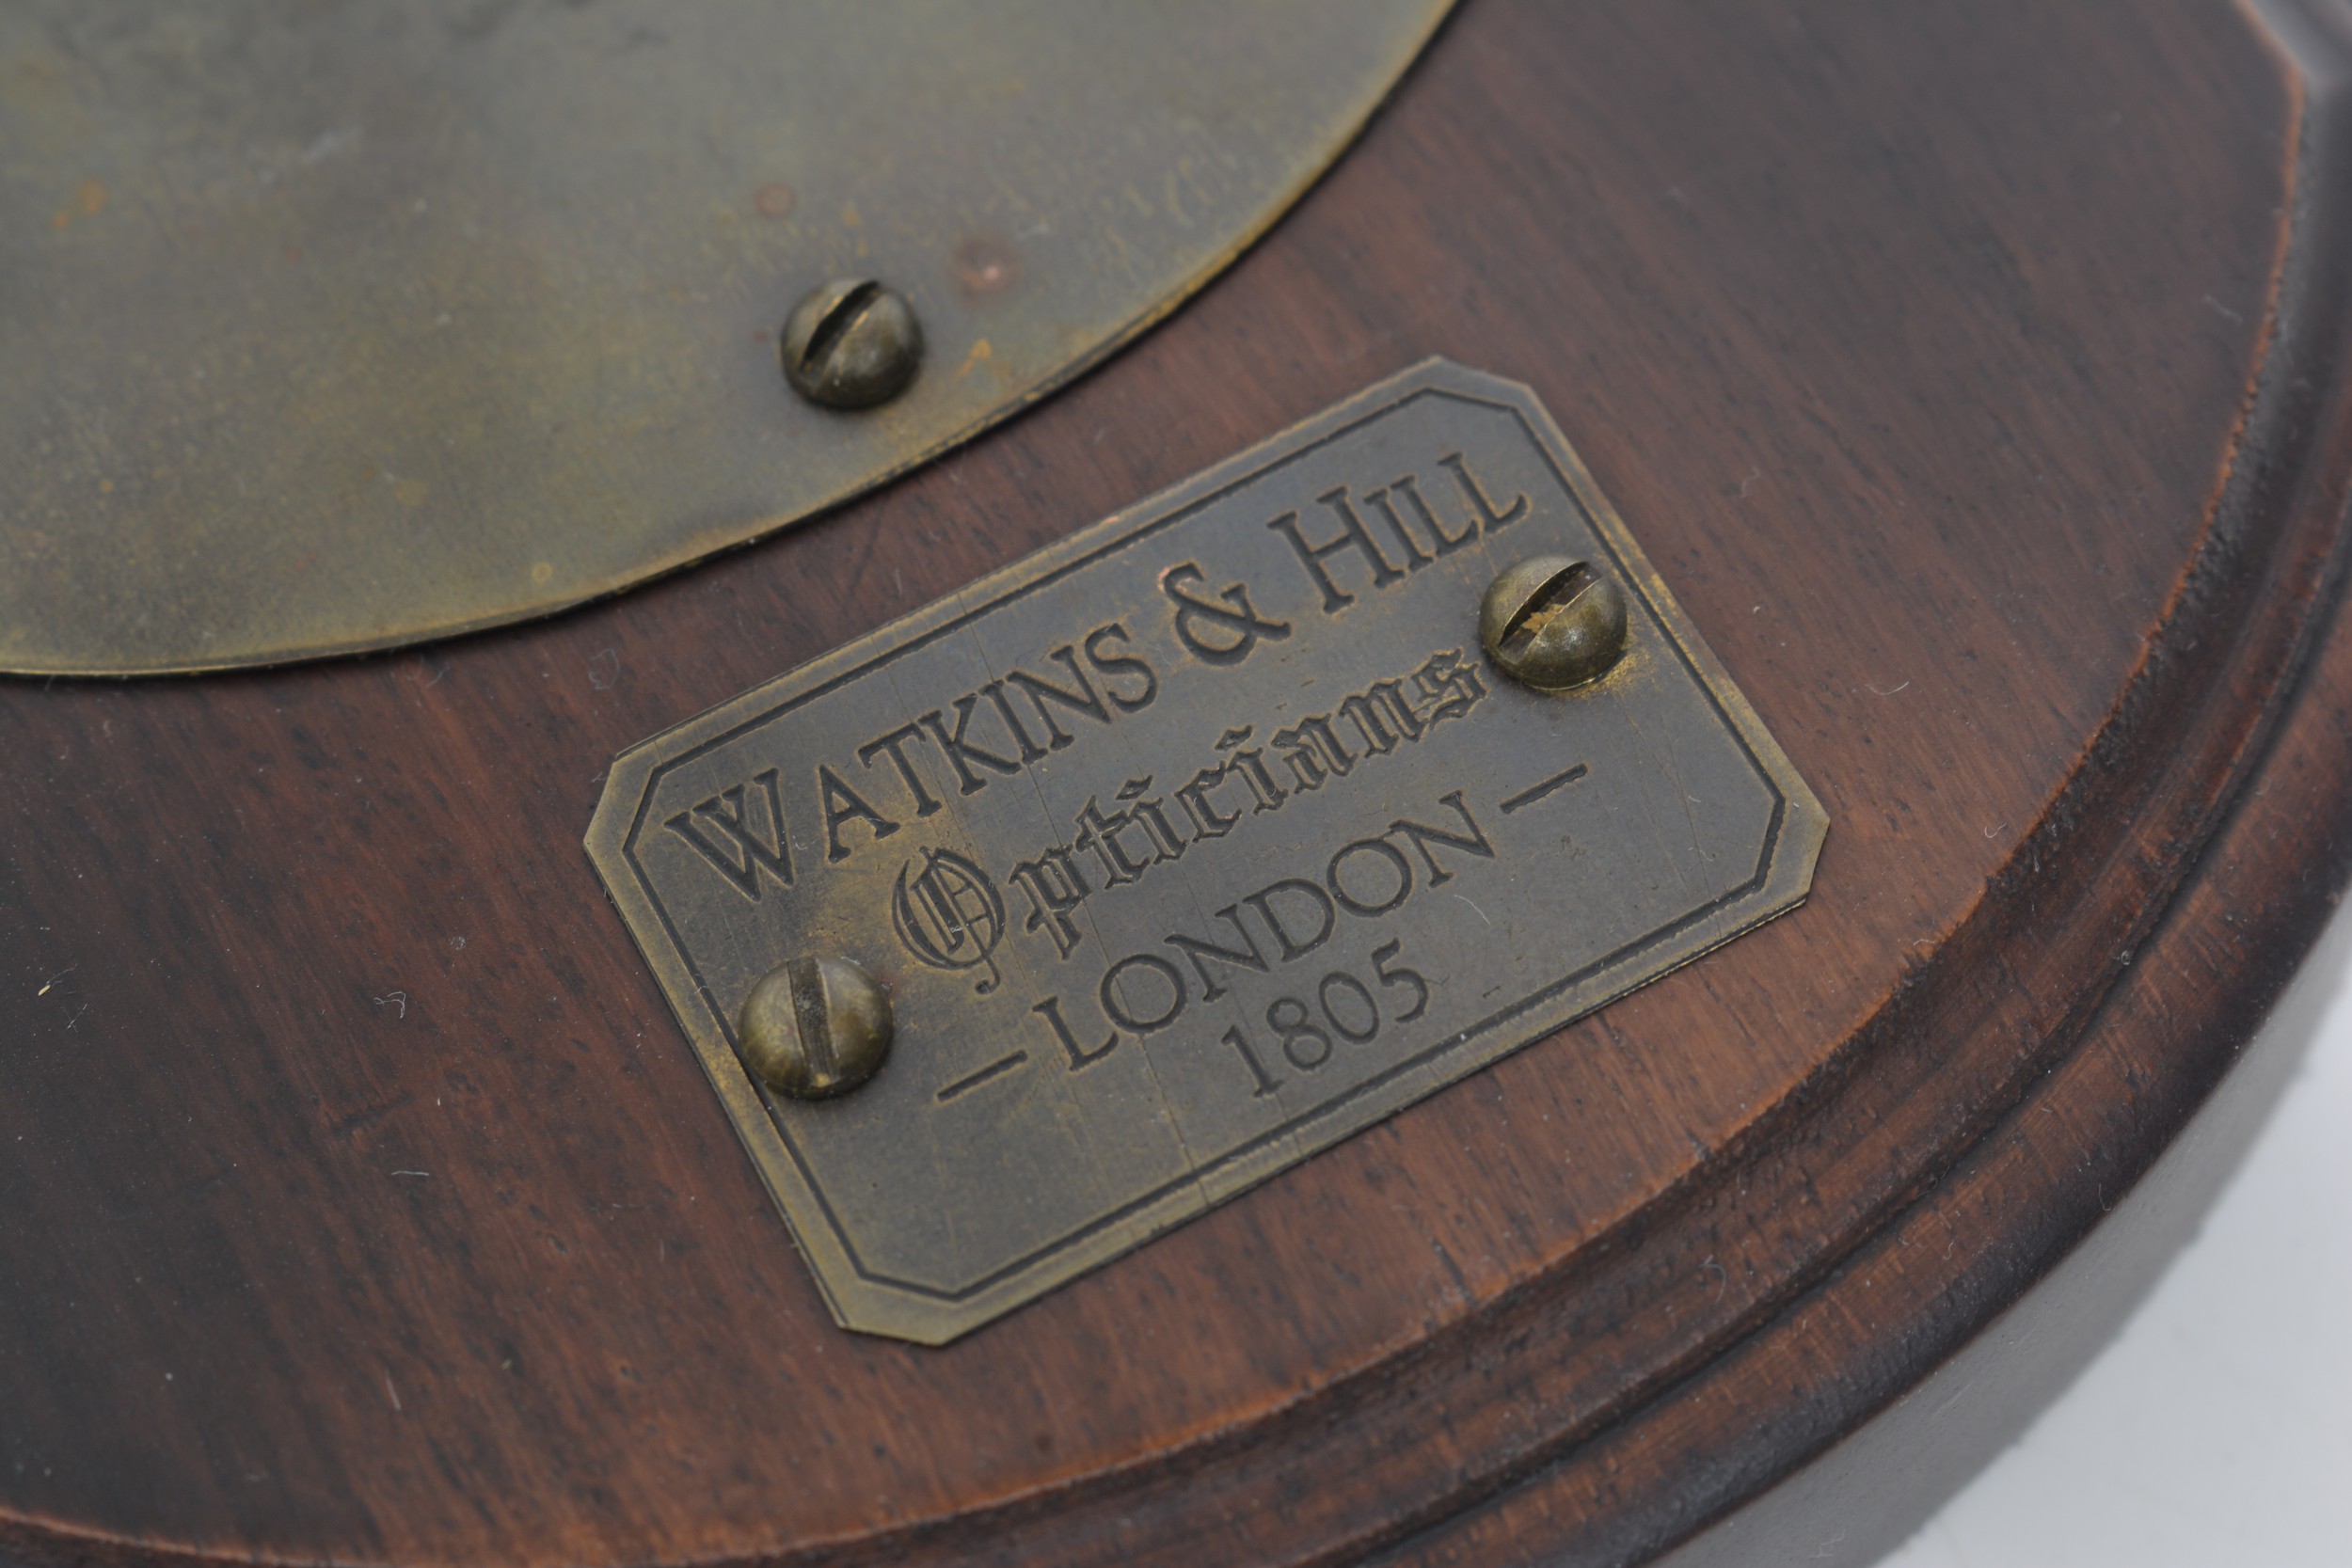 WATKINS & HILL
Opticians
— LONDON —
1805